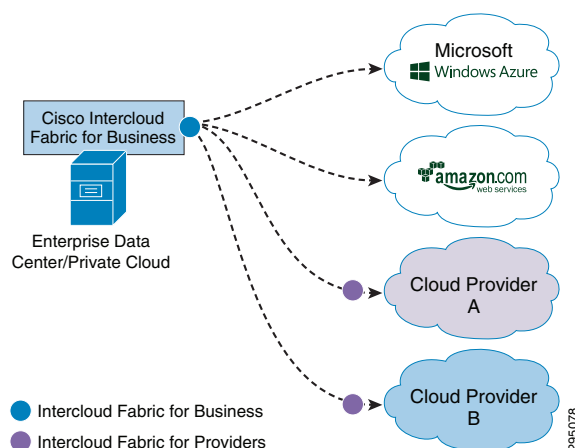 Microsoft
Windows Azure
Cisco Intercloud
Fabric for Business
amazon.com
web services
Enterprise Data
Center/Private Cloud
Cloud Provider
A
Cloud Provider
B
Intercloud Fabric for Business
Intercloud Fabric for Providers